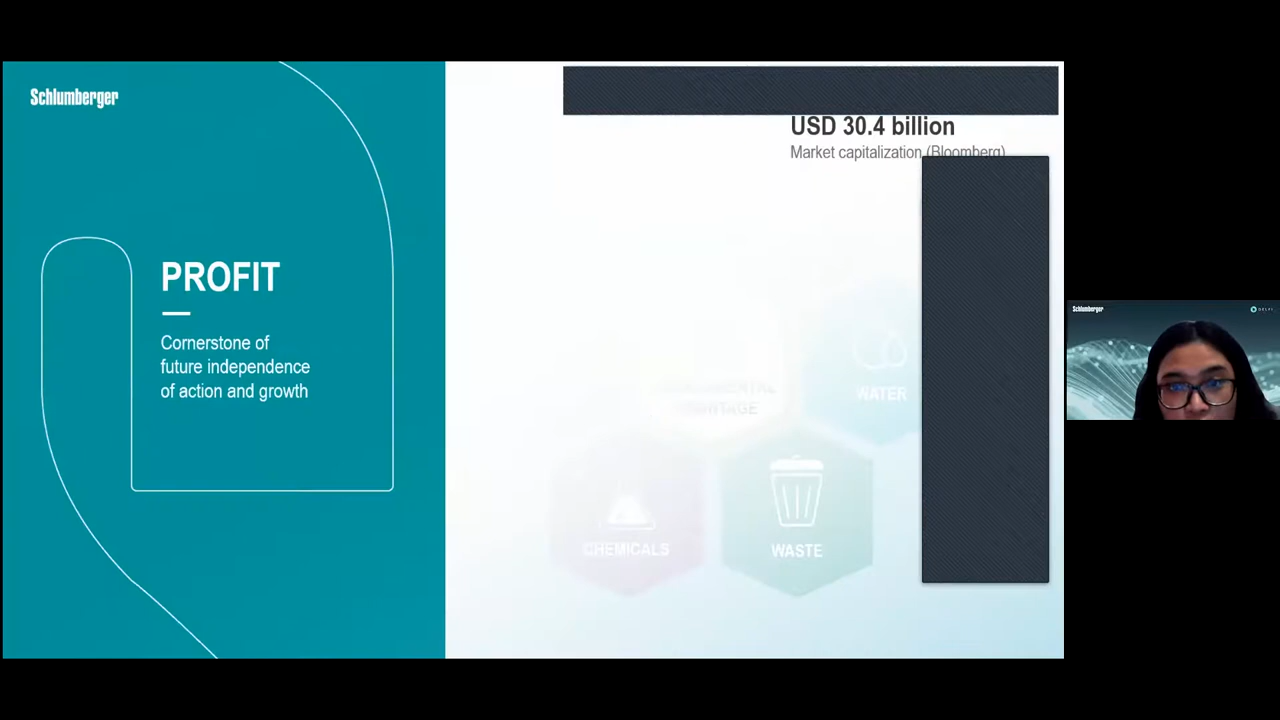 Schlumberger
PROFIT
Cornerstone of
future independence
of action and growth
USD 30.4 billion
Market capitalization (Bloomberg)
WATER
CHEMICALS
WASTE
Schlumberger
DELFI